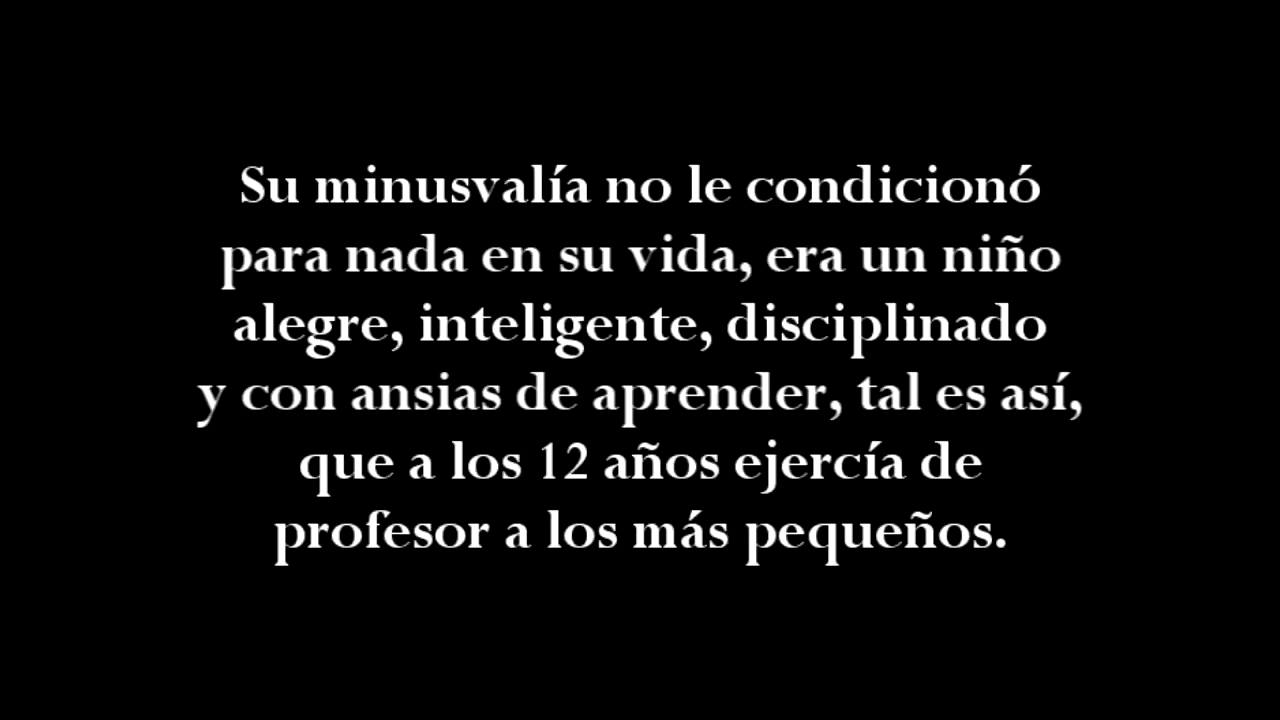 Su minusvalía no le condicionó
para nada en su vida, era un niño
alegre, inteligente, disciplinado
y con ansias de aprender, tal es así,
que a los 12 años ejercía de
profesor a los más pequeños.